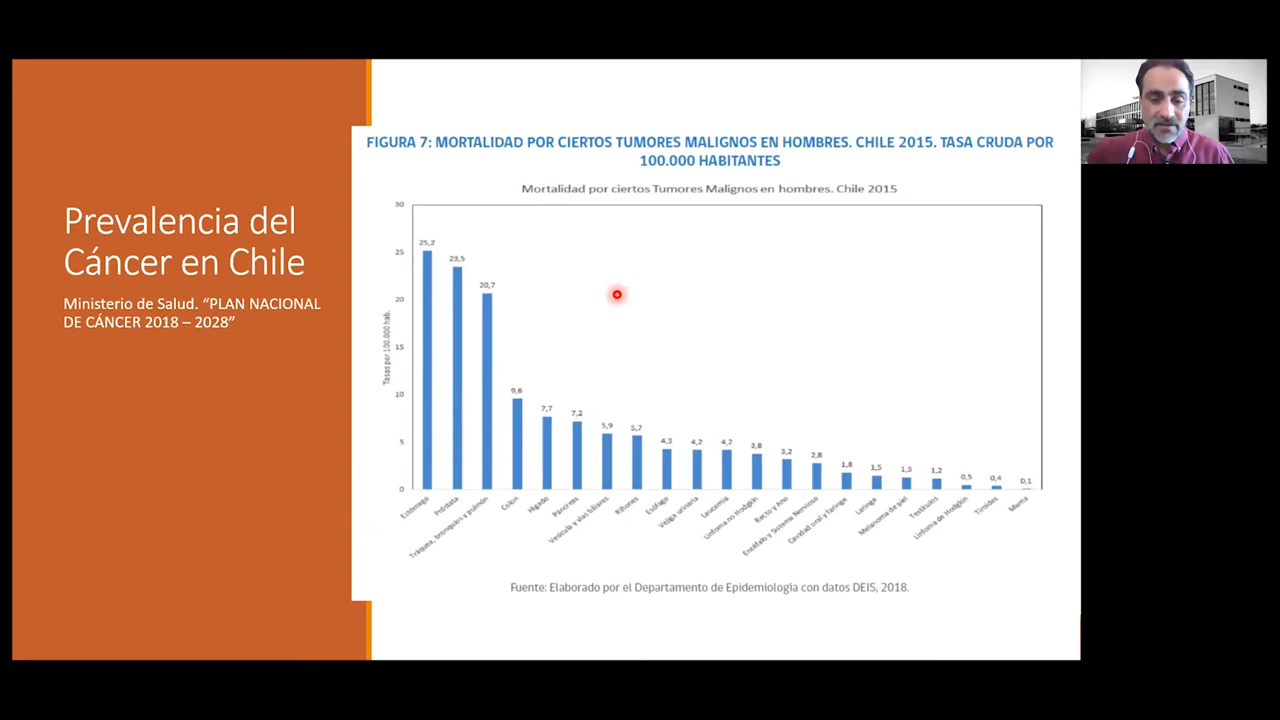 Prevalencia del
Cáncer en Chile
Ministerio de Salud. “PLAN NACIONAL
DE CÁNCER 2018 – 2028”
FIGURA 7: MORTALIDAD POR CIERTOS TUMORES MALIGNOS EN HOMBRES. CHILE 2015. TASA CRUDA POR
100.000 HABITANTES
Mortalidad por ciertos Tumores Malignos en hombres. Chile 2015
Tasas por 100.000 hab.
30
25
20
15
10
5
0
25,2
23,5
20,7
9,6
7,7
7,2
5,9
5,7
4,3
4,2
4,2
3,8
3,2
2,8
1,8
1,5
1,3
1,2
0,5
0,4
0,1
Estómago
Próstata
Tráquea, bronquios y pulmón
Colon
Hígado
Páncreas
Vesícula y vías biliares
Riñones
Esófago
Vejiga urinaria
Leucemia
Linfoma no Hodgkin
Recto y Ano
Encéfalo y Sistema Nervioso
Cavidad oral y faringe
Laringe
Melanoma de piel
Testículos
Linfoma de Hodgkin
Tiroides
Mama
Fuente: Elaborado por el Departamento de Epidemiología con datos DEIS, 2018.